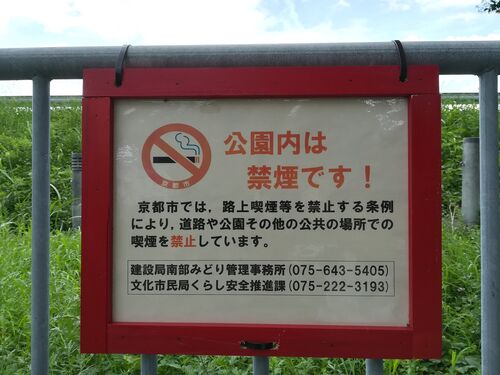 公園内は
禁煙です！
京都市
京都市では，路上喫煙等を禁止する条例
により，道路や公園その他の公共の場所での
喫煙を禁止しています。
建設局南部みどり管理事務所(075-643-5405)
文化市民局くらし安全推進課(075-222-3193)